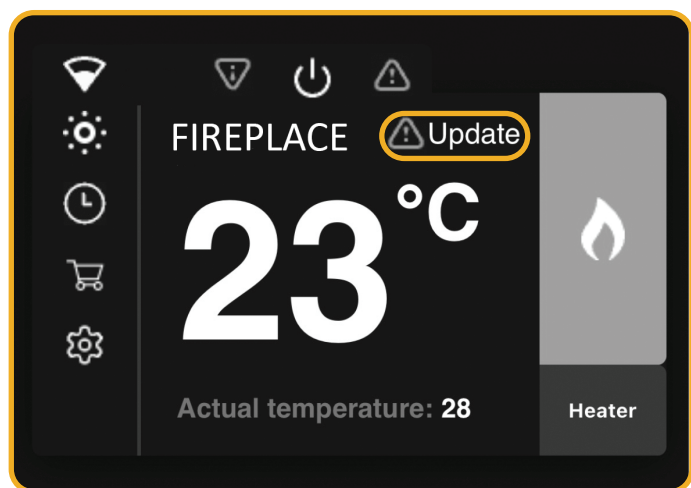 FIREPLACE
Update
23 °C
Actual temperature: 28
Heater